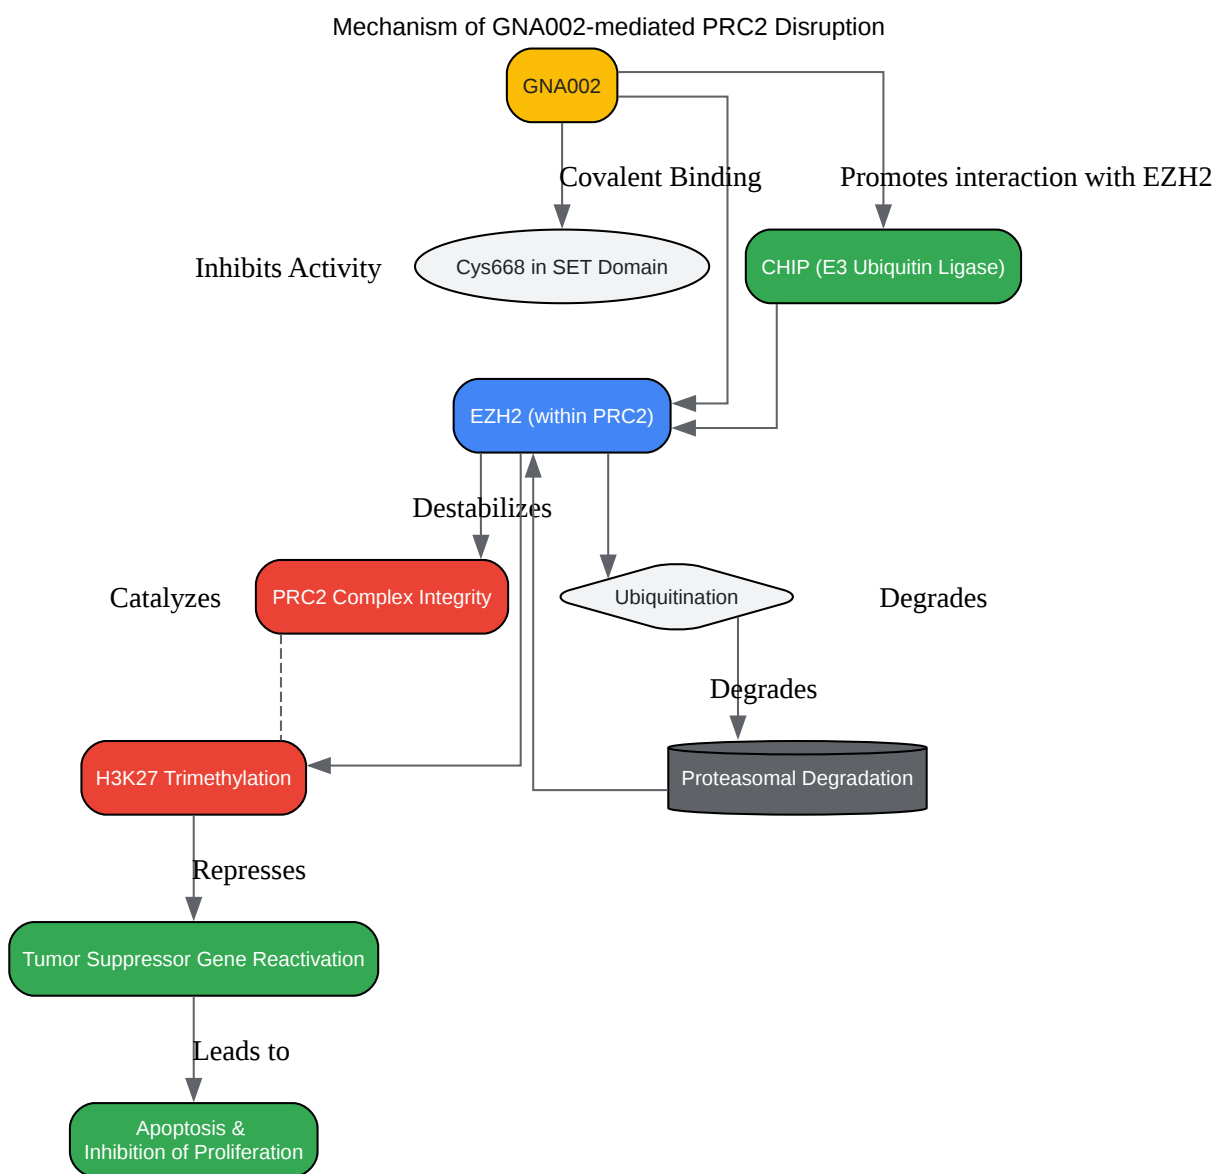 Mechanism of GNA002-mediated PRC2 Disruption
GNA002
Covalent Binding
Promotes interaction with EZH2
Inhibits Activity
Cys668 in SET Domain
CHIP (E3 Ubiquitin Ligase)
EZH2 (within PRC2)
Destabilizes
Catalyzes
PRC2 Complex Integrity
Ubiquitination
Degrades
Degrades
H3K27 Trimethylation
Proteasomal Degradation
Represses
Tumor Suppressor Gene Reactivation
Leads to
Apoptosis &
Inhibition of Proliferation